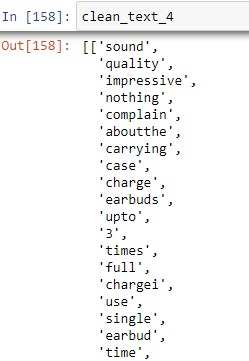 In [158]: clean_text_4
Out[158]: [['sound',
'quality',
'impressive',
'nothing',
'complain',
'aboutthe',
'carrying',
'case',
'charge',
'earbuds',
'upto',
'3',
'times',
'full',
'chargei',
'use',
'single',
'earbud',
'time',